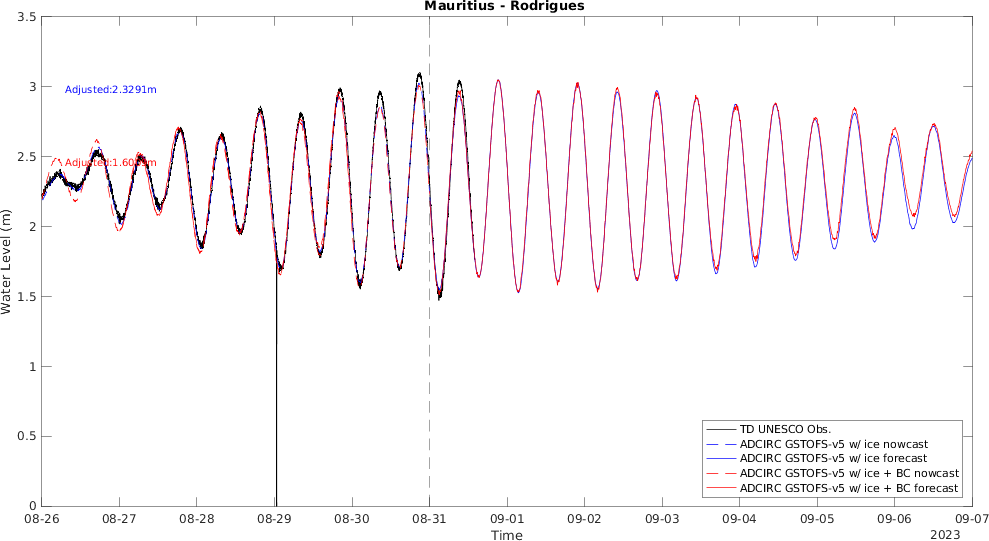 Mauritius - Rodrigues
3.5
3
2.5
2
1.5
1
0.5
0
Water Level (m)
Adjusted:2.3291m
08-26
08-27
08-28
08-29
08-30
08-31
09-01
09-02
09-03
09-04
09-05
09-06
09-07
Time
2023
TD UNESCO Obs.
ADCIRC GSTOFS-v5 w/ ice nowcast
ADCIRC GSTOFS-v5 w/ ice forecast
ADCIRC GSTOFS-v5 w/ ice + BC nowcast
ADCIRC GSTOFS-v5 w/ ice + BC forecast